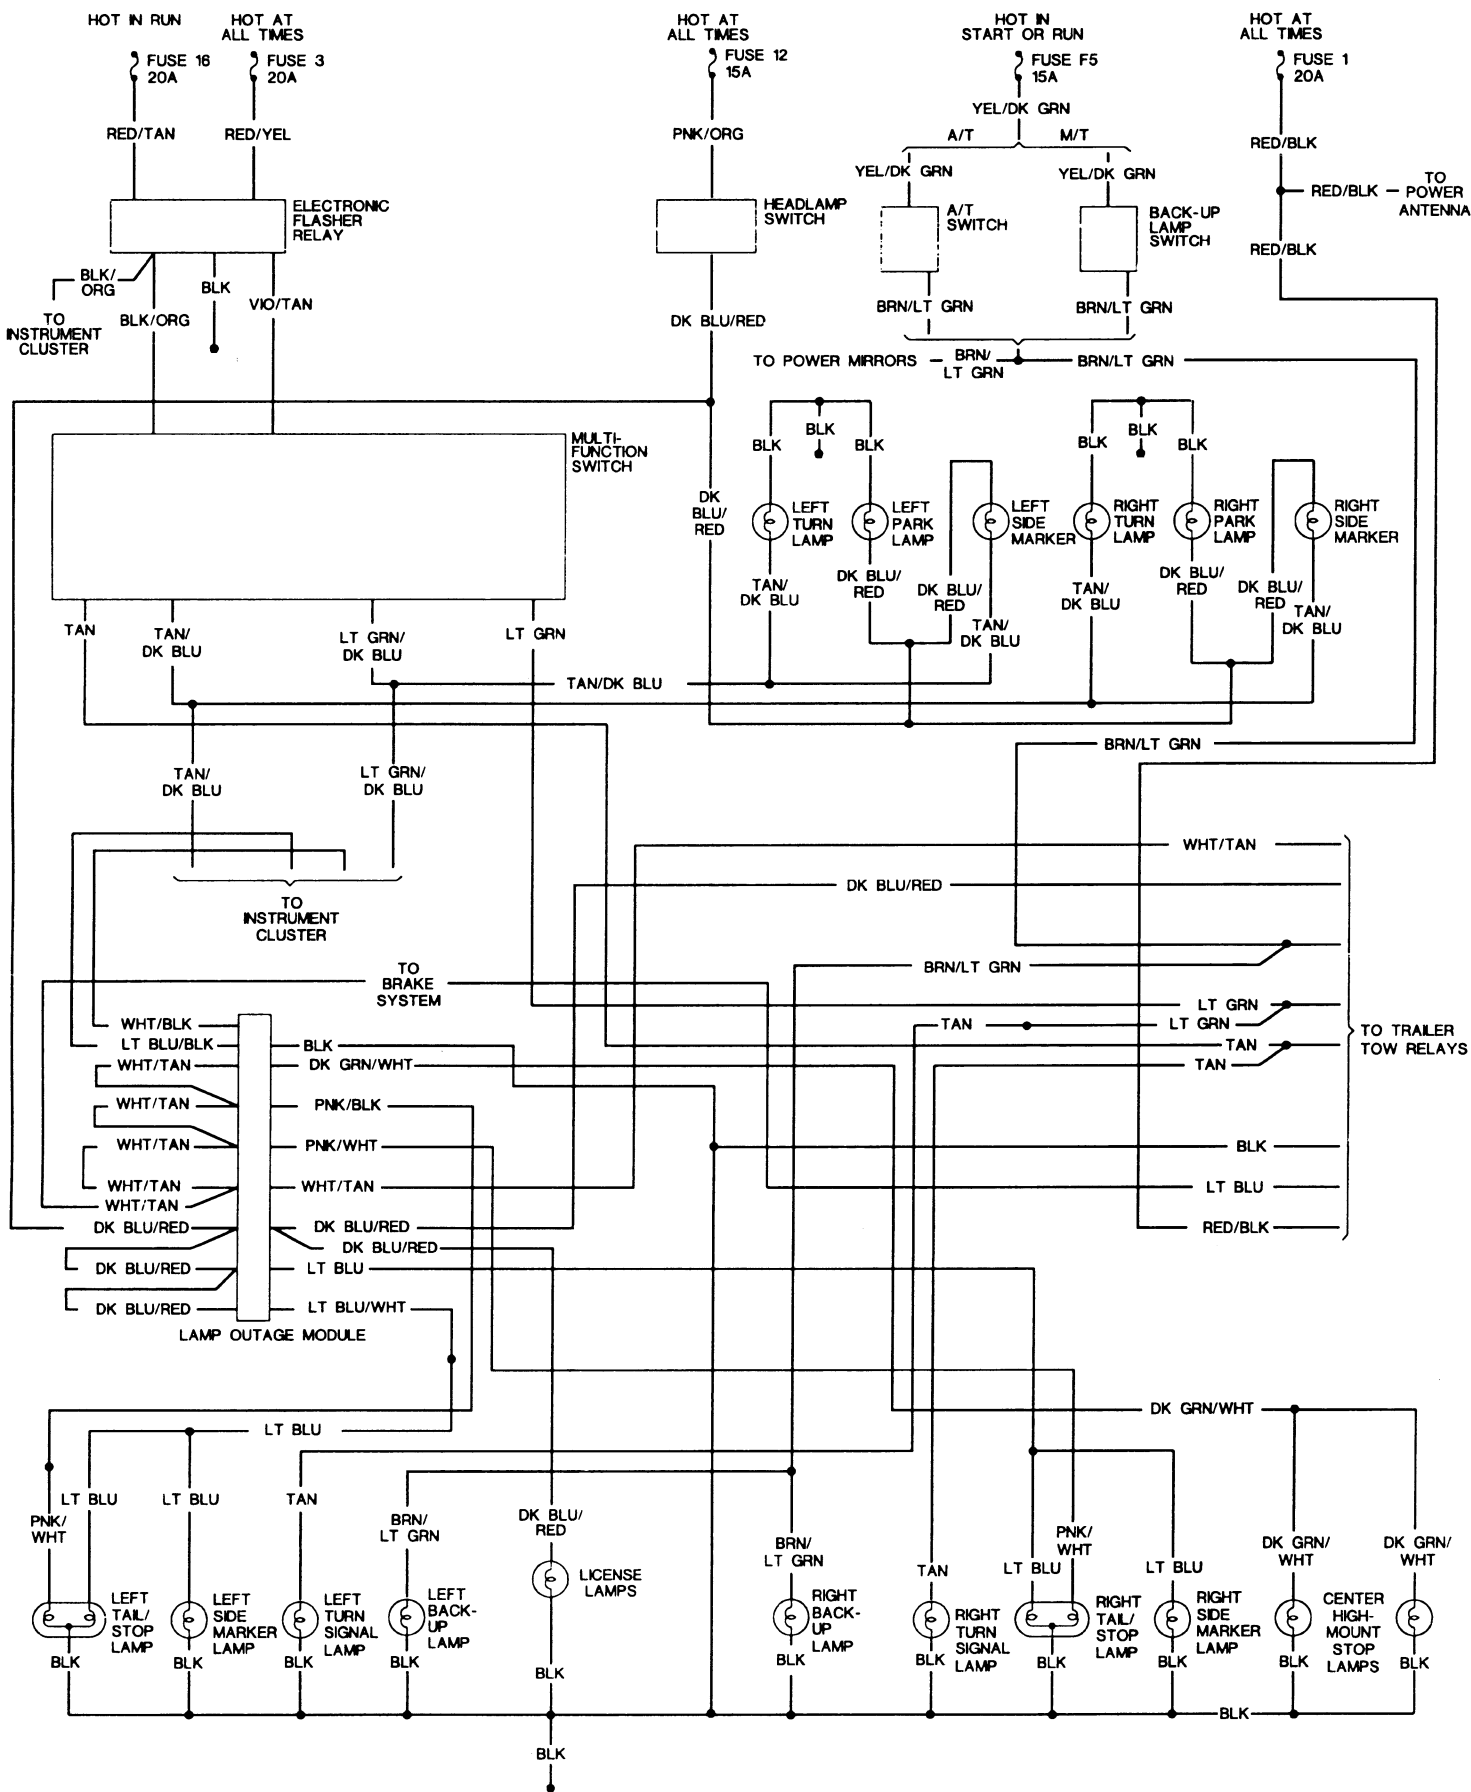 HOT IN RUN
HOT AT
ALL TIMES
HOT AT
ALL TIMES
HOT IN
START OR RUN
HOT AT
ALL TIMES
FUSE 16
20A
FUSE 3
20A
FUSE 12
15A
FUSE F5
15A
FUSE 1
20A
YEL/DK GRN
RED/TAN
RED/YEL
PNK/ORG
A/T
M/T
RED/BLK
YEL/DK GRN
YEL/DK GRN
RED/BLK
TO
POWER
ANTENNA
ELECTRONIC
FLASHER
RELAY
HEADLAMP
SWITCH
A/T
SWITCH
BACK-UP
LAMP
SWITCH
RED/BLK
BLK/
ORG
BLK
VIO/TAN
BRN/LT GRN
BRN/LT GRN
TO
INSTRUMENT
CLUSTER
BLK/ORG
DK BLU/RED
TO POWER MIRRORS
BRN/
LT GRN
BRN/LT GRN
MULTI-
FUNCTION
SWITCH
BLK
BLK
BLK
BLK
BLK
BLK
DK
BLU/
RED
LEFT
TURN
LAMP
LEFT
PARK
LAMP
LEFT
SIDE
MARKER
RIGHT
TURN
LAMP
RIGHT
PARK
LAMP
RIGHT
SIDE
MARKER
TAN/
DK BLU
DK BLU/
RED
DK BLU/
RED
TAN/
DK BLU
TAN/
DK BLU
DK BLU/
RED
DK BLU/
RED
TAN/
DK BLU
TAN
TAN/
DK BLU
LT GRN/
DK BLU
LT GRN
TAN/DK BLU
BRN/LT GRN
TAN/
DK BLU
LT GRN/
DK BLU
TO
INSTRUMENT
CLUSTER
WHT/TAN
DK BLU/RED
TO
BRAKE
SYSTEM
BRN/LT GRN
LT GRN
TAN
LT GRN
TAN
TAN
TO TRAILER
TOW RELAYS
BLK
LT BLU
RED/BLK
WHT/BLK
LT BLU/BLK
WHT/TAN
WHT/TAN
WHT/TAN
WHT/TAN
WHT/TAN
DK BLU/RED
DK BLU/RED
DK BLU/RED
BLK
DK GRN/WHT
PNK/BLK
PNK/WHT
WHT/TAN
DK BLU/RED
DK BLU/RED
LT BLU
LT BLU/WHT
LAMP OUTAGE MODULE
DK GRN/WHT
LT BLU
PNK/
WHT
LT BLU
LT BLU
TAN
BRN/
LT GRN
DK BLU/
RED
BRN/
LT GRN
TAN
LT BLU
PNK/
WHT
LT BLU
DK GRN/
WHT
DK GRN/
WHT
LEFT
TAIL/
STOP
LAMP
LEFT
SIDE
MARKER
LAMP
LEFT
TURN
SIGNAL
LAMP
LEFT
BACK-
UP
LAMP
LICENSE
LAMPS
RIGHT
BACK-
UP
LAMP
RIGHT
TURN
SIGNAL
LAMP
RIGHT
TAIL/
STOP
LAMP
RIGHT
SIDE
MARKER
LAMP
CENTER
HIGH-
MOUNT
STOP
LAMPS
BLK
BLK
BLK
BLK
BLK
BLK
BLK
BLK
BLK
BLK
BLK
BLK
BLK